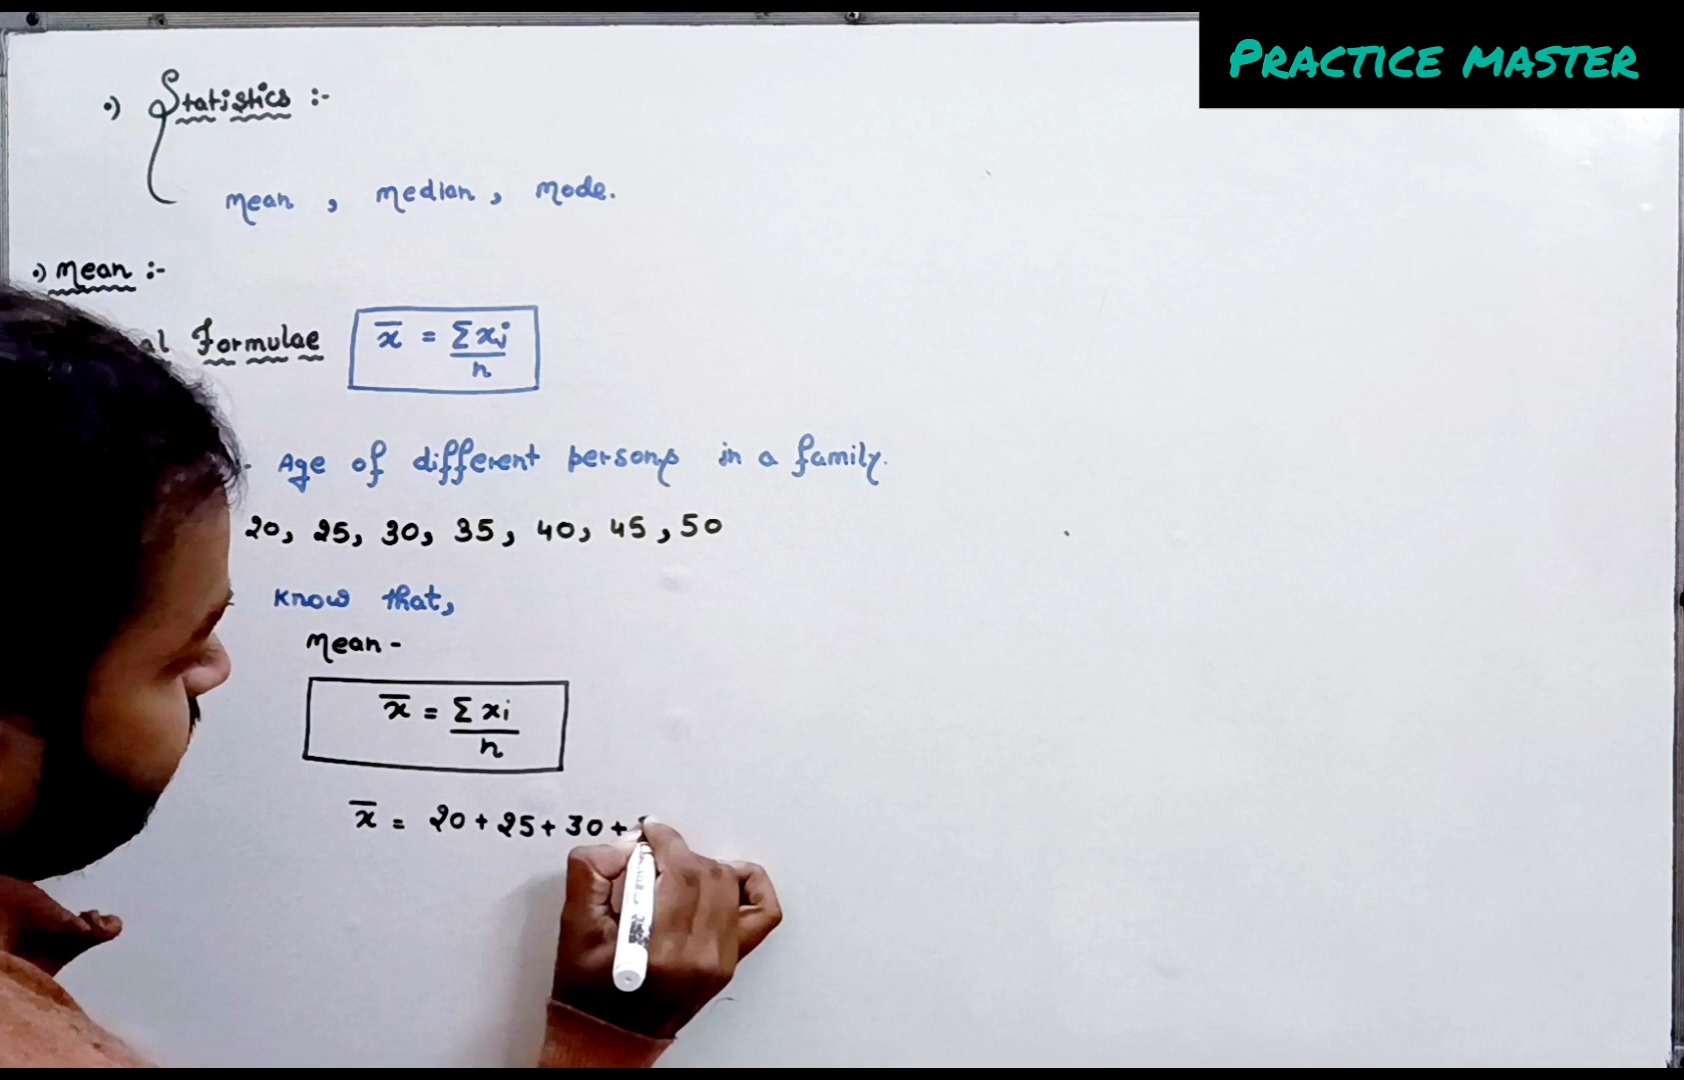 PRACTICE MASTER
•) Statistics :-
mean , median , mode.
•) mean :-
Formulae x̄ = Σxi/n
Age of different persons in a family.
20, 25, 30, 35, 40, 45, 50
know that,
mean -
x̄ = Σxi/n
x̄ = 20 + 25 + 30 +